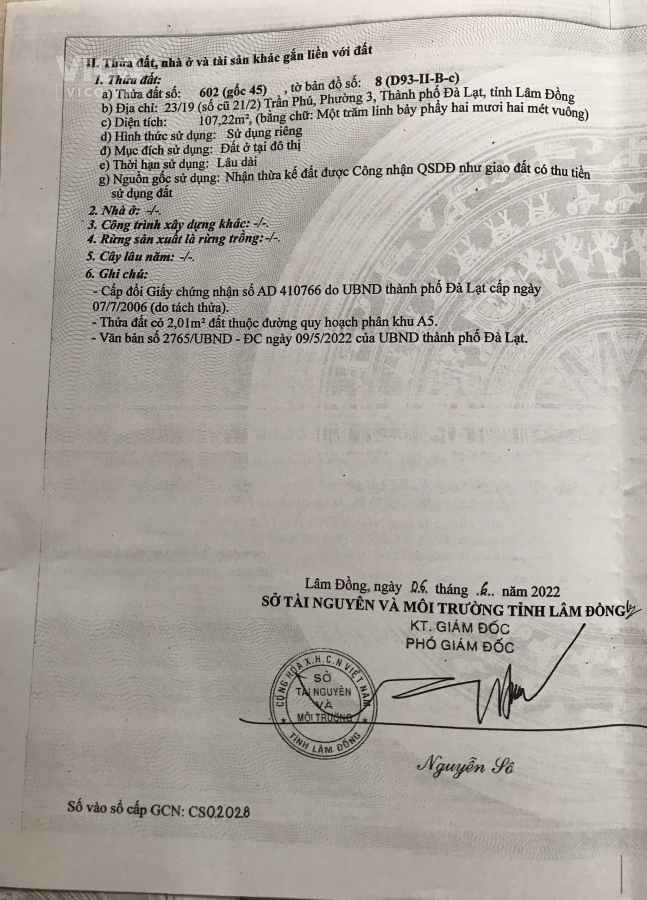 II. Thửa đất, nhà ở và tài sản khác gắn liền với đất
1. Thửa đất:
a) Thửa đất số: 602 (gốc 45) , tờ bản đồ số: 8 (D93-II-B-c)
b) Địa chỉ: 23/19 (số cũ 21/2) Trần Phú, Phường 3, Thành phố Đà Lạt, tỉnh Lâm Đồng
c) Diện tích: 107,22m², (bằng chữ: Một trăm linh bảy phẩy hai mươi hai mét vuông)
d) Hình thức sử dụng: Sử dụng riêng
đ) Mục đích sử dụng: Đất ở tại đô thị
e) Thời hạn sử dụng: Lâu dài
g) Nguồn gốc sử dụng: Nhận thừa kế đất được Công nhận QSDĐ như giao đất có thu tiền
sử dụng đất
2. Nhà ở: -/-.
3. Công trình xây dựng khác: -/-.
4. Rừng sản xuất là rừng trồng: -/-.
5. Cây lâu năm: -/-.
6. Ghi chú:
- Cấp đổi Giấy chứng nhận số AD 410766 do UBND thành phố Đà Lạt cấp ngày
07/7/2006 (do tách thửa).
- Thửa đất có 2,01m² đất thuộc đường quy hoạch phân khu A5.
- Văn bản số 2765/UBND - ĐC ngày 09/5/2022 của UBND thành phố Đà Lạt.
Lâm Đồng, ngày 06 tháng .6.. năm 2022
SỞ TÀI NGUYÊN VÀ MÔI TRƯỜNG TỈNH LÂM ĐỒNG
KT. GIÁM ĐỐC
PHÓ GIÁM ĐỐC
CỘNG HÒA X.H.C.N VIỆT NAM
SỞ
TÀI NGUYÊN
VÀ
MÔI TRƯỜNG
TỈNH LÂM ĐỒNG
Nguyễn Sô
Số vào sổ cấp GCN: CS02028